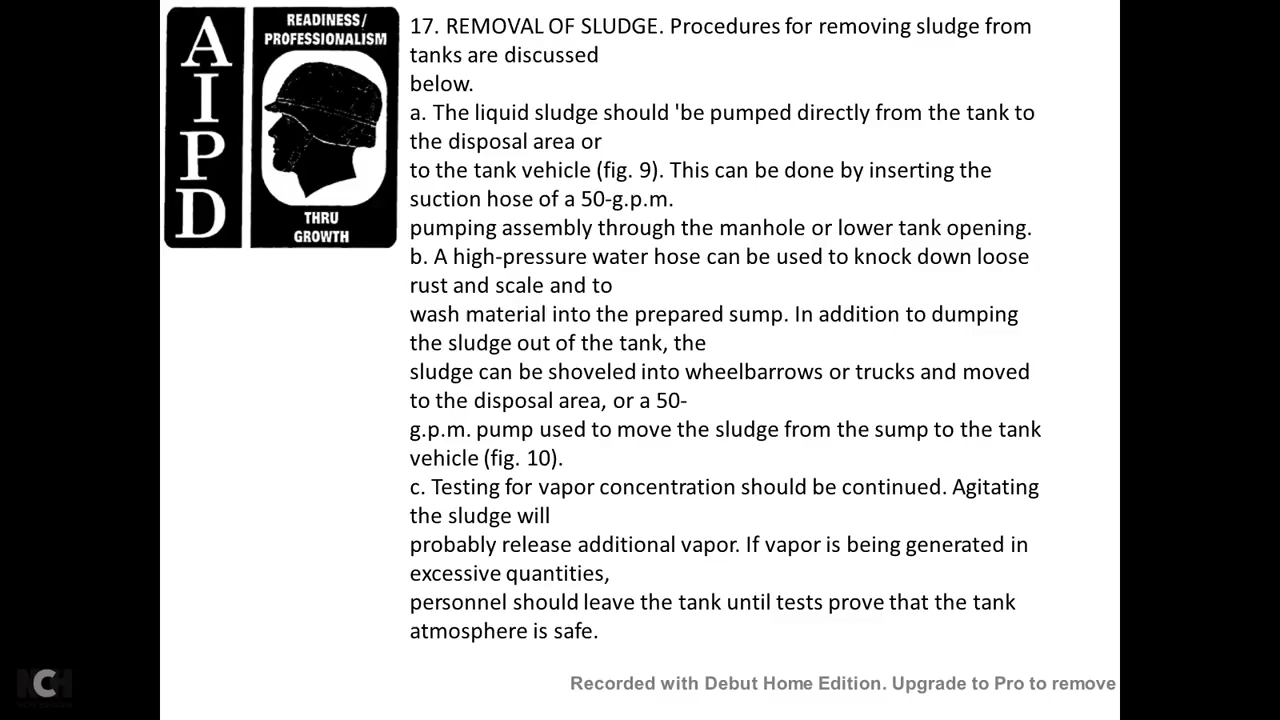 A
I
P
D
READINESS/
PROFESSIONALISM
THRU
GROWTH
17. REMOVAL OF SLUDGE. Procedures for removing sludge from
tanks are discussed
below.
a. The liquid sludge should 'be pumped directly from the tank to
the disposal area or
to the tank vehicle (fig. 9). This can be done by inserting the
suction hose of a 50-g.p.m.
pumping assembly through the manhole or lower tank opening.
b. A high-pressure water hose can be used to knock down loose
rust and scale and to
wash material into the prepared sump. In addition to dumping
the sludge out of the tank, the
sludge can be shoveled into wheelbarrows or trucks and moved
to the disposal area, or a 50-
g.p.m. pump used to move the sludge from the sump to the tank
vehicle (fig. 10).
c. Testing for vapor concentration should be continued. Agitating
the sludge will
probably release additional vapor. If vapor is being generated in
excessive quantities,
personnel should leave the tank until tests prove that the tank
atmosphere is safe.
NCH
Recorded with Debut Home Edition. Upgrade to Pro to remove